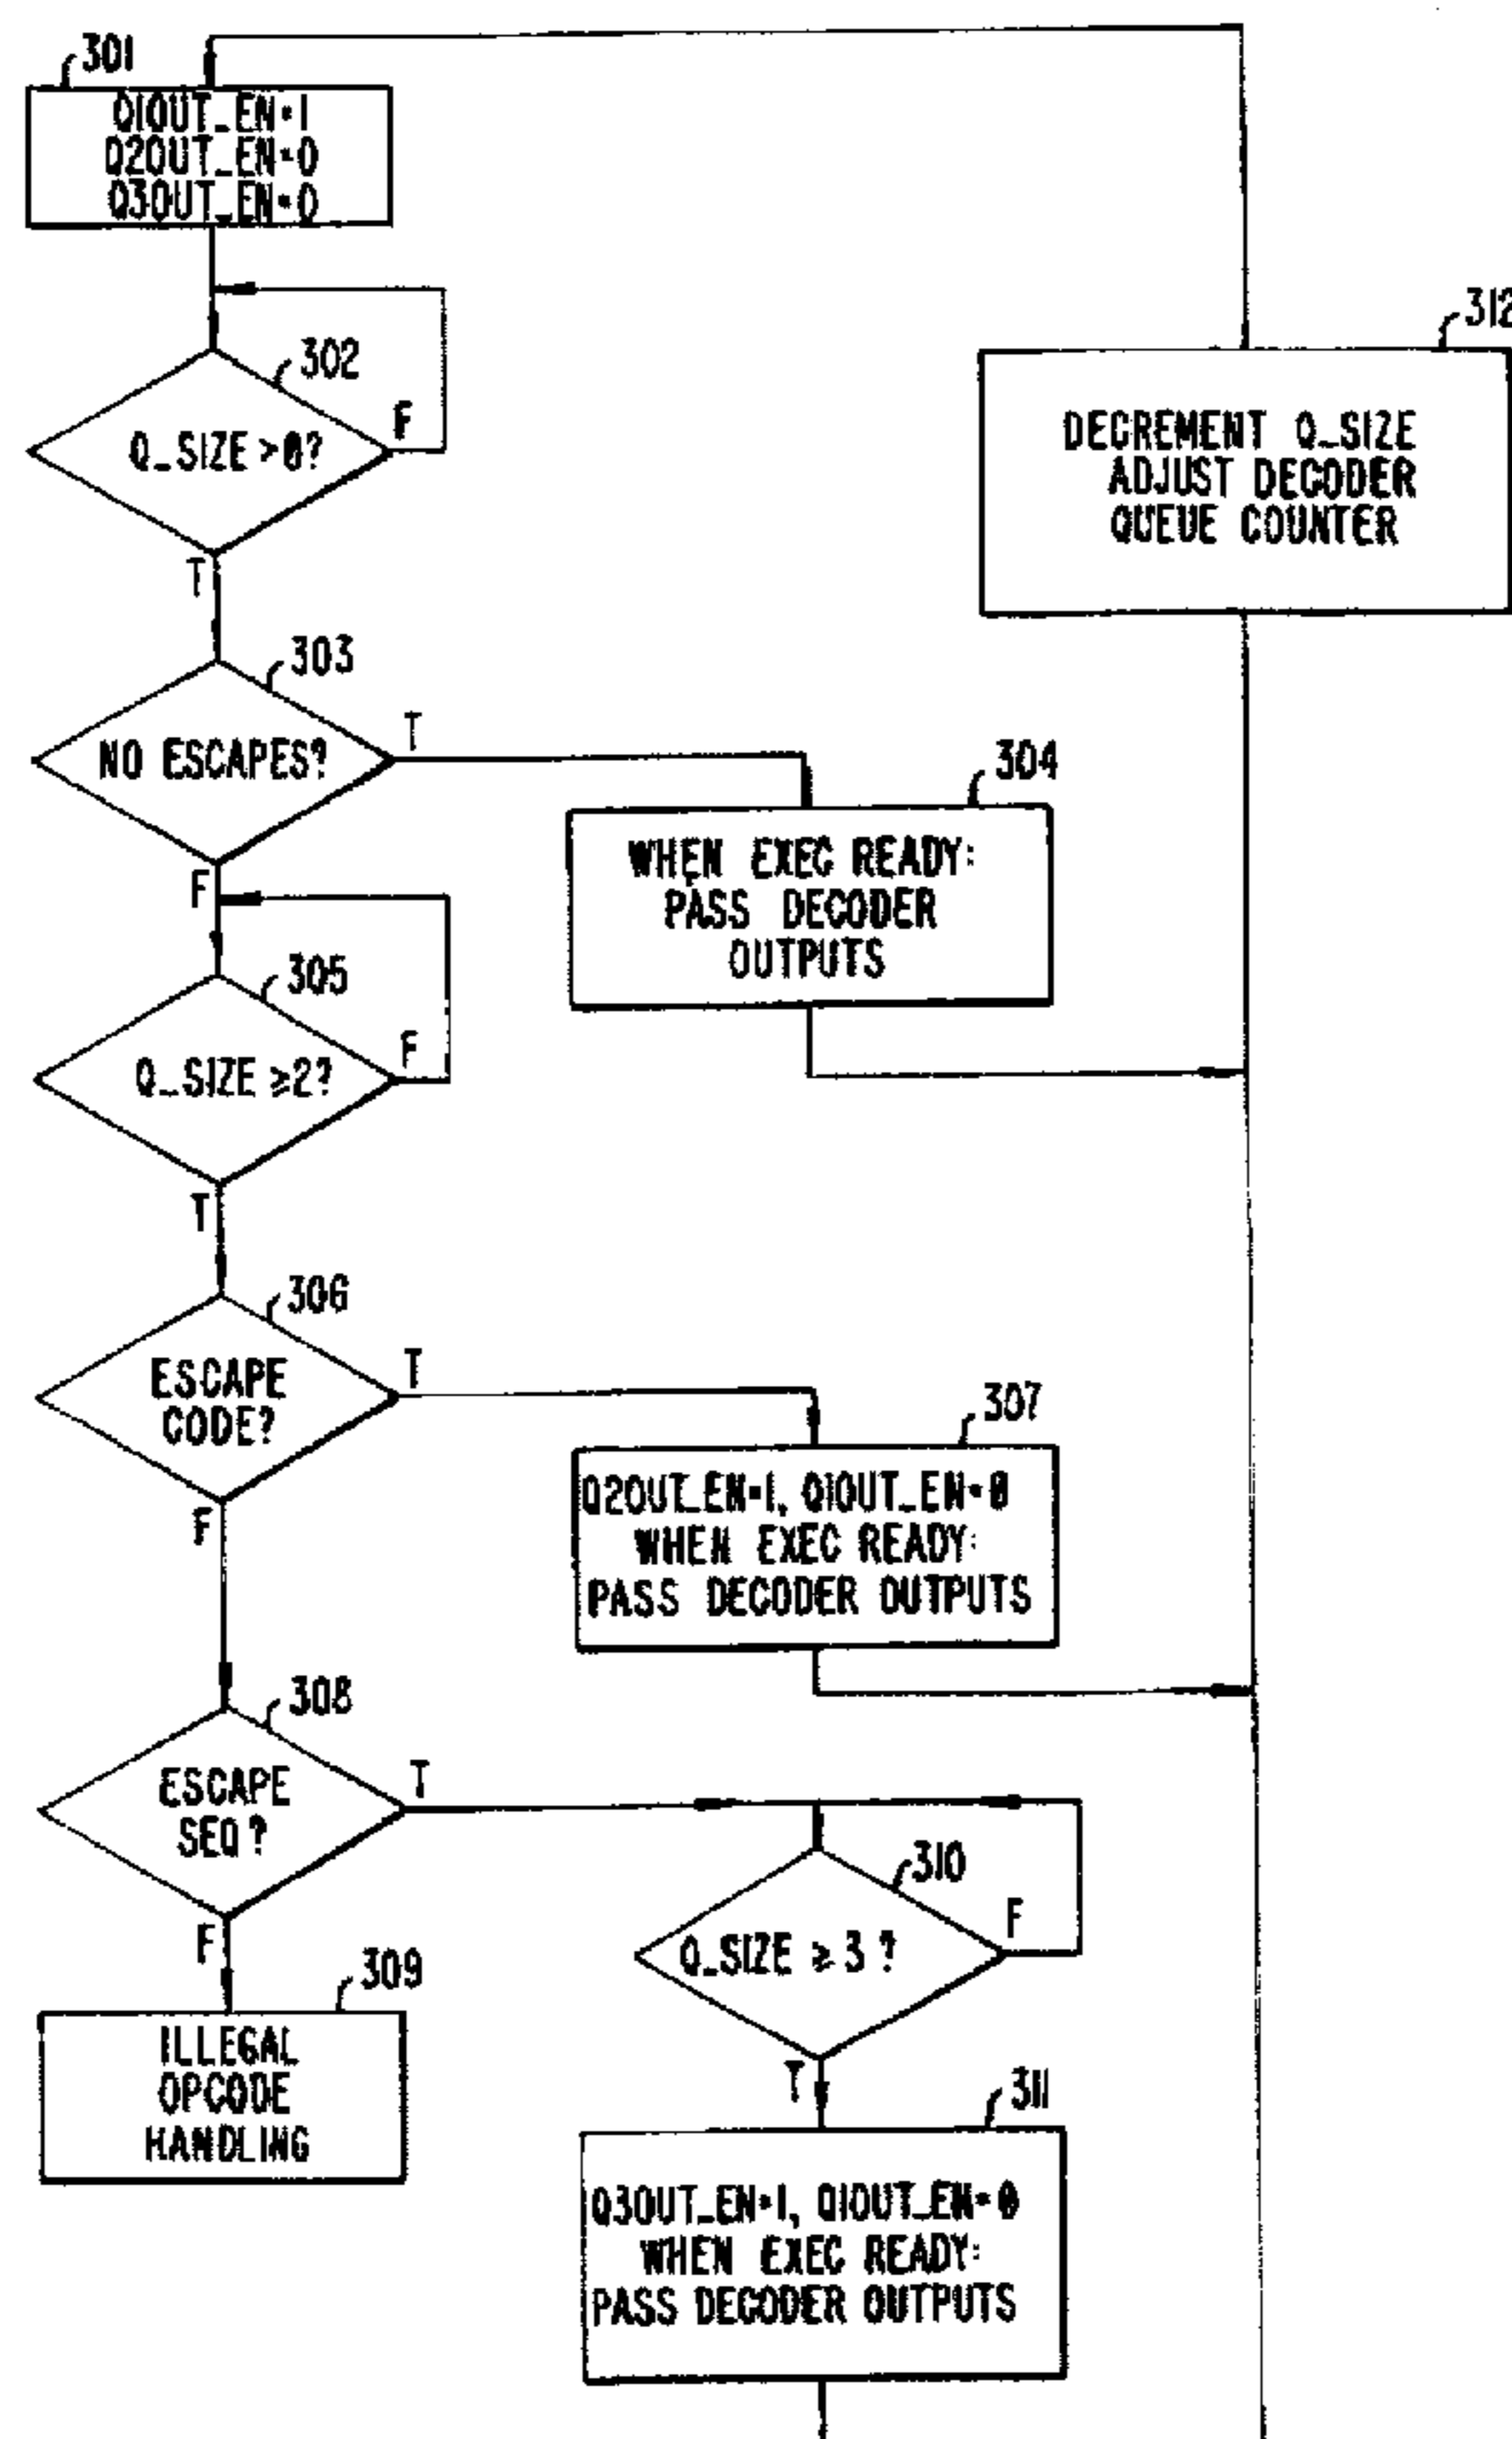 301
Q1OUT_EN=1
Q2OUT_EN=0
Q3OUT_EN=0
302
Q_SIZE >0?
F
T
312
DECREMENT Q_SIZE
ADJUST DECODER
QUEUE COUNTER
303
NO ESCAPES?
T
F
304
WHEN EXEC READY:
PASS DECODER
OUTPUTS
305
Q_SIZE ≥2?
F
T
306
ESCAPE
CODE?
T
F
307
Q2OUT_EN=1, Q1OUT_EN=0
WHEN EXEC READY:
PASS DECODER OUTPUTS
308
ESCAPE
SEQ?
T
F
310
Q_SIZE ≥ 3?
F
T
309
ILLEGAL
OPCODE
HANDLING
311
Q3OUT_EN=1, Q1OUT_EN=0
WHEN EXEC READY:
PASS DECODER OUTPUTS